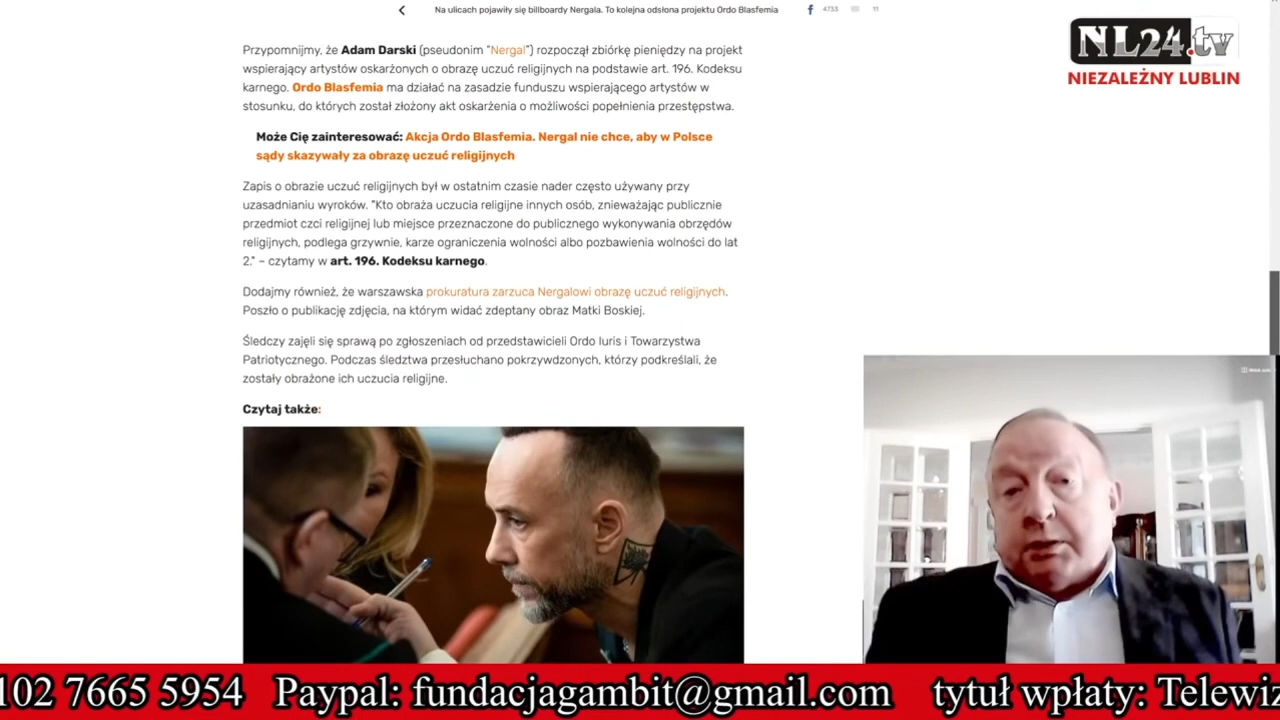 Na ulicach pojawiły się billboardy Nergala. To kolejna odsłona projektu Ordo Blasfemia
4733
11
NL24.tv
NIEZALEŻNY LUBLIN
Przypomnijmy, że Adam Darski (pseudonim "Nergal") rozpoczął zbiórkę pieniędzy na projekt
wspierający artystów oskarżonych o obrazę uczuć religijnych na podstawie art. 196. Kodeksu
karnego. Ordo Blasfemia ma działać na zasadzie funduszu wspierającego artystów w
stosunku, do których został złożony akt oskarżenia o możliwości popełnienia przestępstwa.
Może Cię zainteresować: Akcja Ordo Blasfemia. Nergal nie chce, aby w Polsce
sądy skazywały za obrazę uczuć religijnych
Zapis o obrazie uczuć religijnych był w ostatnim czasie nader często używany przy
uzasadnianiu wyroków. "Kto obraża uczucia religijne innych osób, znieważając publicznie
przedmiot czci religijnej lub miejsce przeznaczone do publicznego wykonywania obrzędów
religijnych, podlega grzywnie, karze ograniczenia wolności albo pozbawienia wolności do lat
2." – czytamy w art. 196. Kodeksu karnego.
Dodajmy również, że warszawska prokuratura zarzuca Nergalowi obrazę uczuć religijnych.
Poszło o publikację zdjęcia, na którym widać zdeptany obraz Matki Boskiej.
Śledczy zajęli się sprawą po zgłoszeniach od przedstawicieli Ordo Iuris i Towarzystwa
Patriotycznego. Podczas śledztwa przesłuchano pokrzywdzonych, którzy podkreślali, że
zostały obrażone ich uczucia religijne.
Czytaj także:
102 7665 5954 Paypal: fundacjagambit@gmail.com tytuł wpłaty: Telewiz